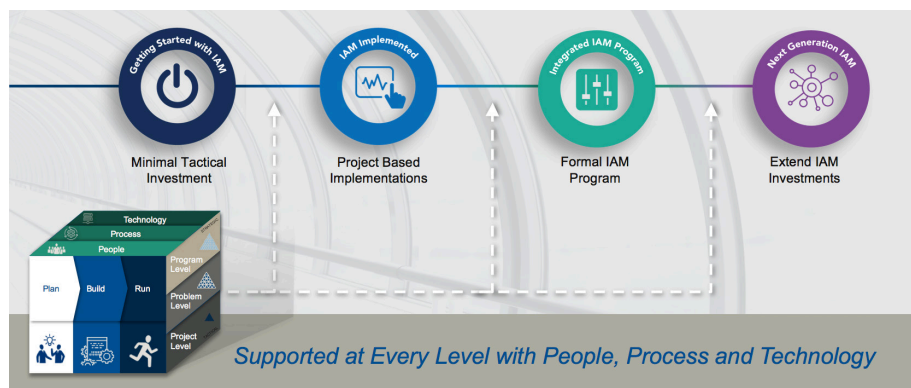 Getting Started with IAM
IAM Implemented
Integrated IAM Program
Next Generation IAM
Minimal Tactical
Investment
Project Based
Implementations
Formal IAM
Program
Extend IAM
Investments
Technology
Process
People
Plan
Build
Run
Program
Level
Problem
Level
Project
Level
Supported at Every Level with People, Process and Technology